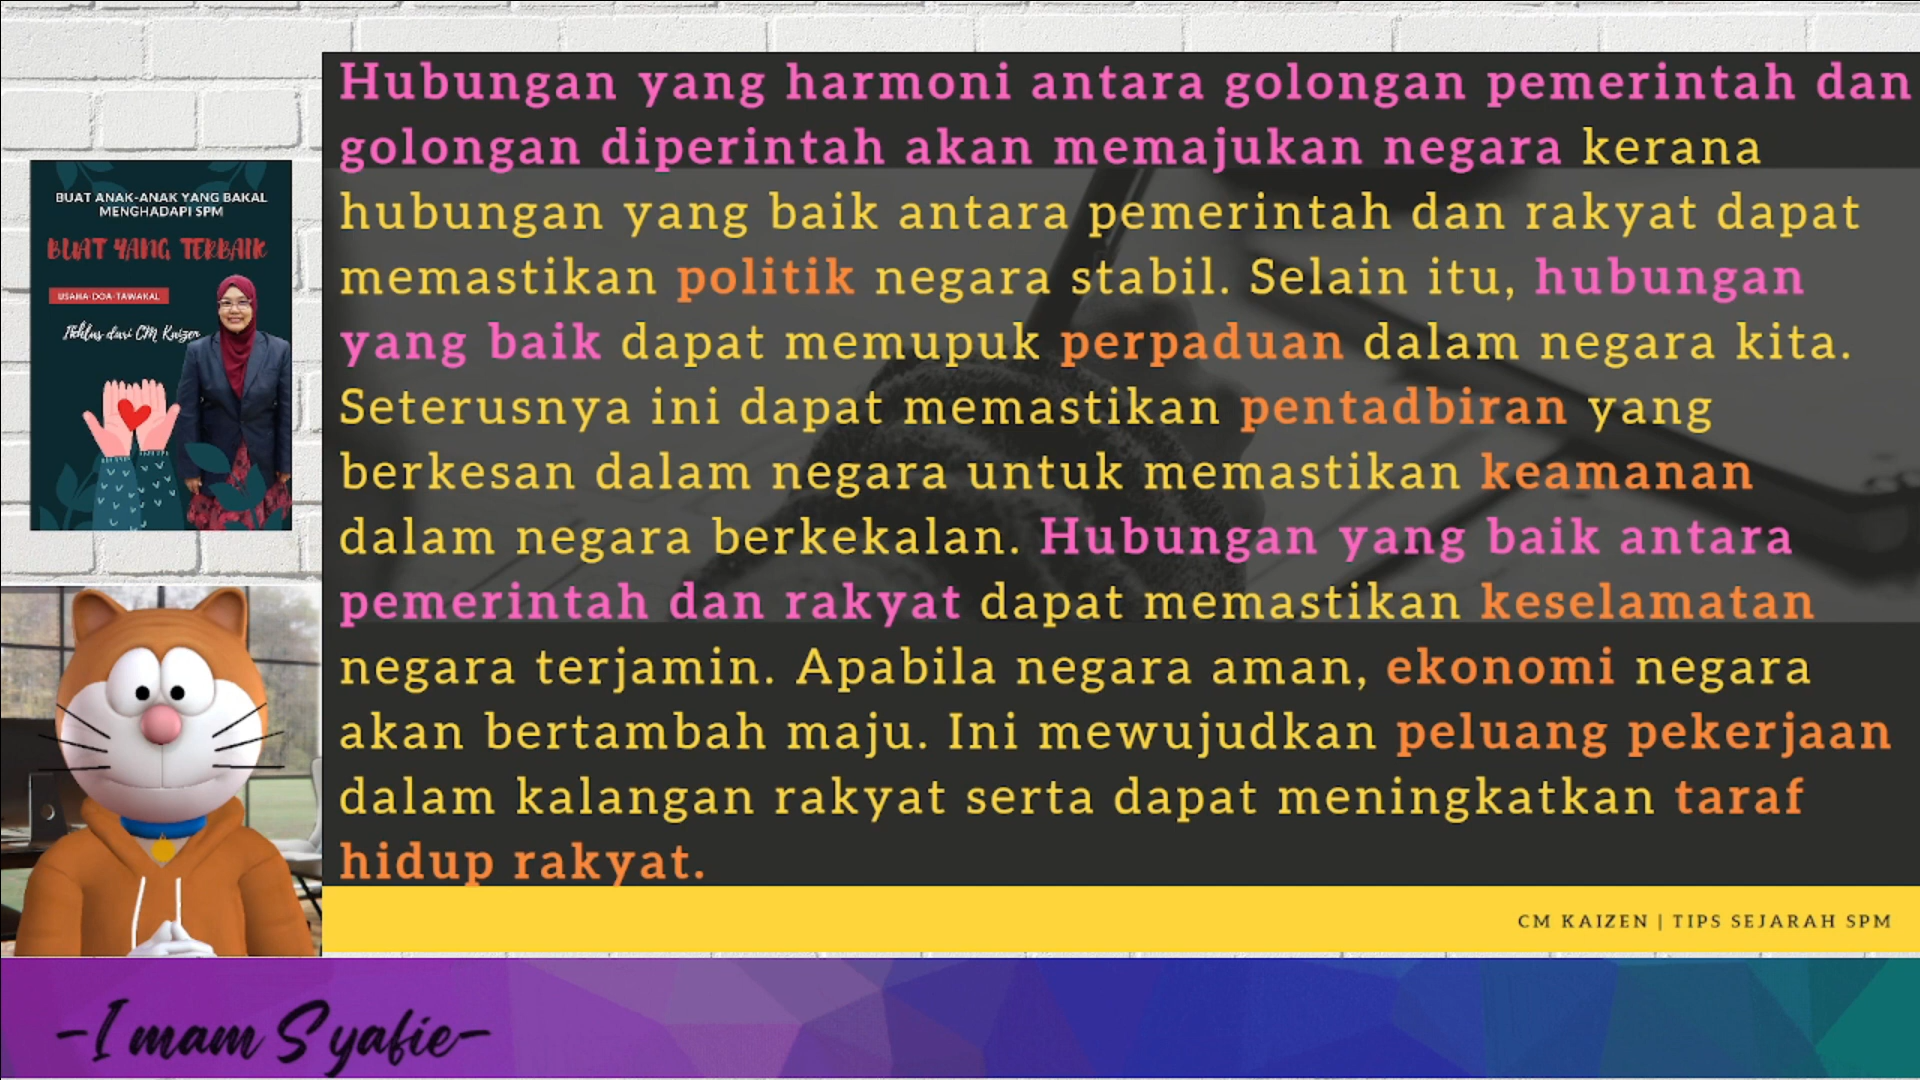 Hubungan yang harmoni antara golongan pemerintah dan
golongan diperintah akan memajukan negara kerana
hubungan yang baik antara pemerintah dan rakyat dapat
memastikan politik negara stabil. Selain itu, hubungan
yang baik dapat memupuk perpaduan dalam negara kita.
Seterusnya ini dapat memastikan pentadbiran yang
berkesan dalam negara untuk memastikan keamanan
dalam negara berkekalan. Hubungan yang baik antara
pemerintah dan rakyat dapat memastikan keselamatan
negara terjamin. Apabila negara aman, ekonomi negara
akan bertambah maju. Ini mewujudkan peluang pekerjaan
dalam kalangan rakyat serta dapat meningkatkan taraf
hidup rakyat.
BUAT ANAK-ANAK YANG BAKAL
MENGHADAPI SPM
BUAT YANG TERBAIK
USAHA-DOA-TAWAKAL
Ikhlas dari CM Kaizen
CM KAIZEN | TIPS SEJARAH SPM
-Imam Syafie-